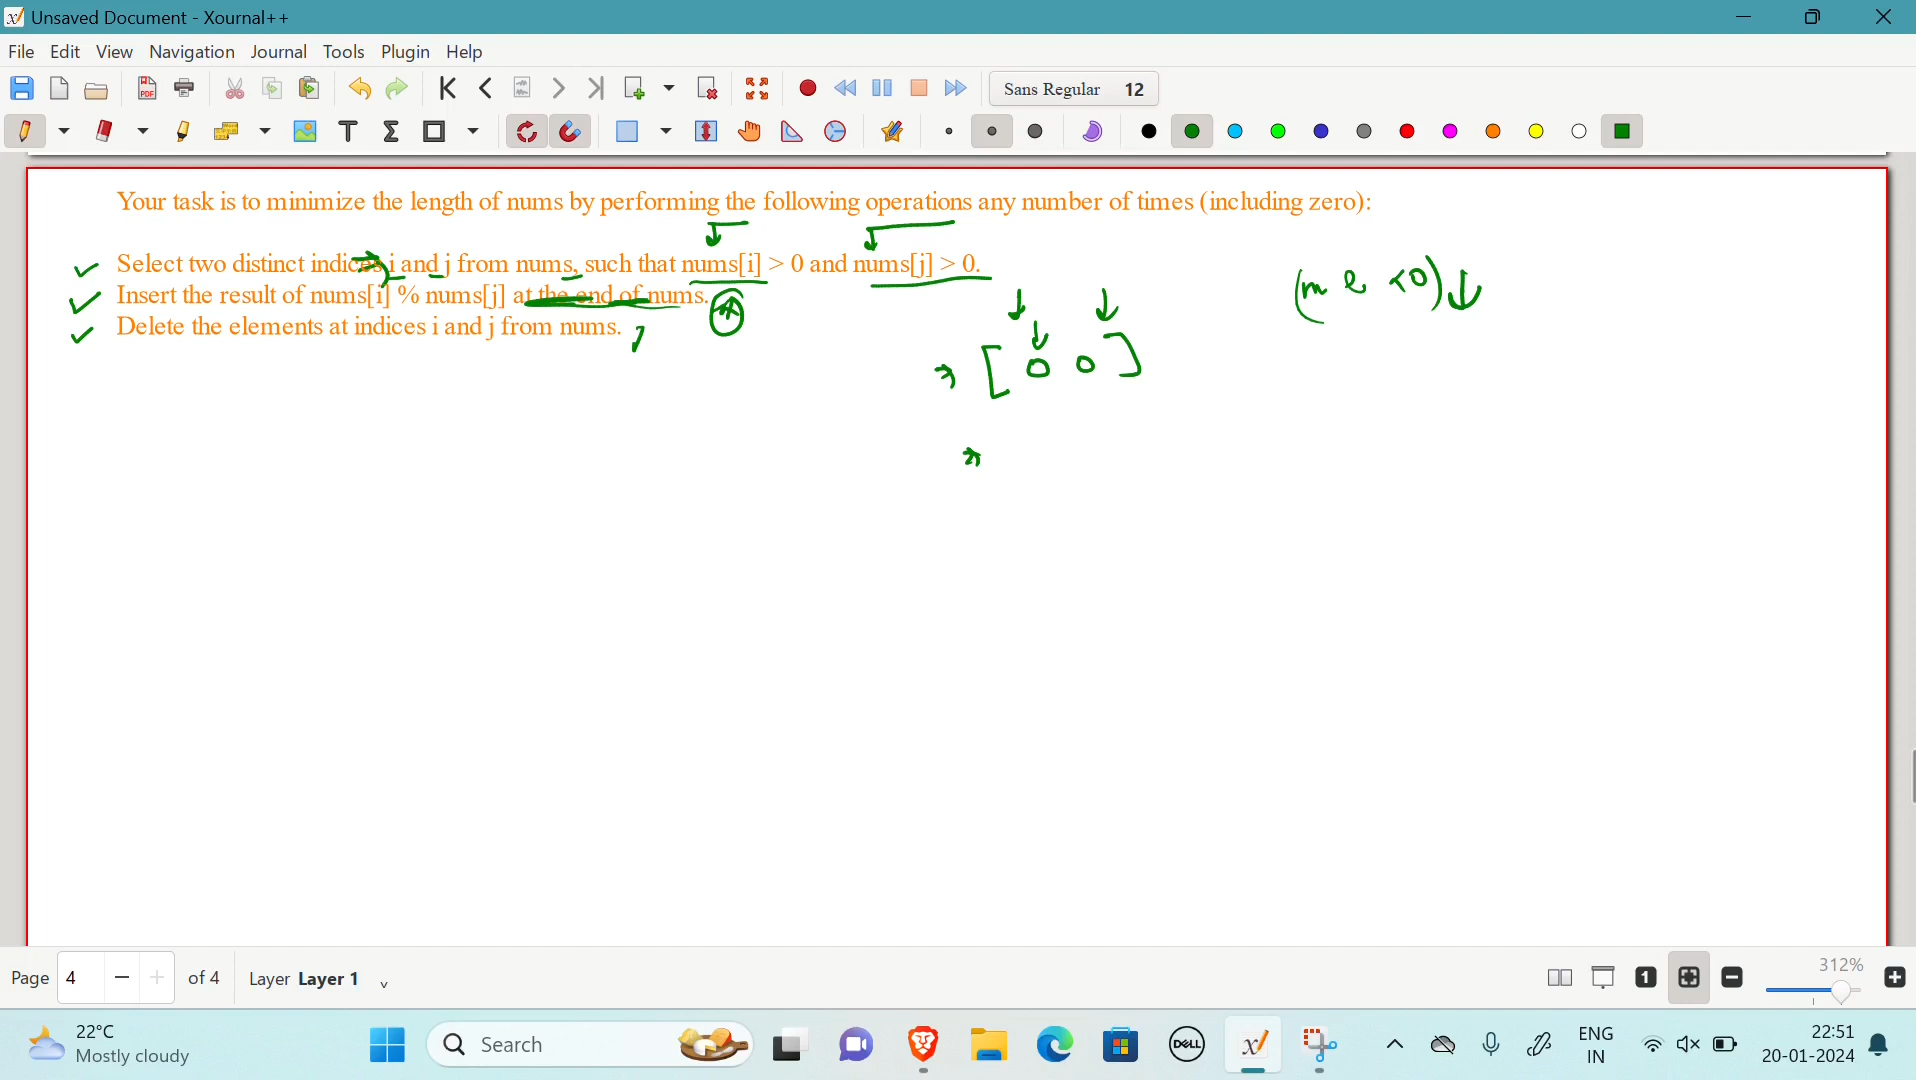 Unsaved Document - Xournal++
File Edit View Navigation Journal Tools Plugin Help
PDF
Sans Regular 12
Your task is to minimize the length of nums by performing the following operations any number of times (including zero):
Select two distinct indices i and j from nums, such that nums[i] > 0 and nums[j] > 0.
Insert the result of nums[i] % nums[j] at the end of nums.
Delete the elements at indices i and j from nums.
[ 0 0 ]
Page 4 of 4 Layer Layer 1
312%
1
22°C
Mostly cloudy
Search
DELL
ENG
IN
22:51
20-01-2024